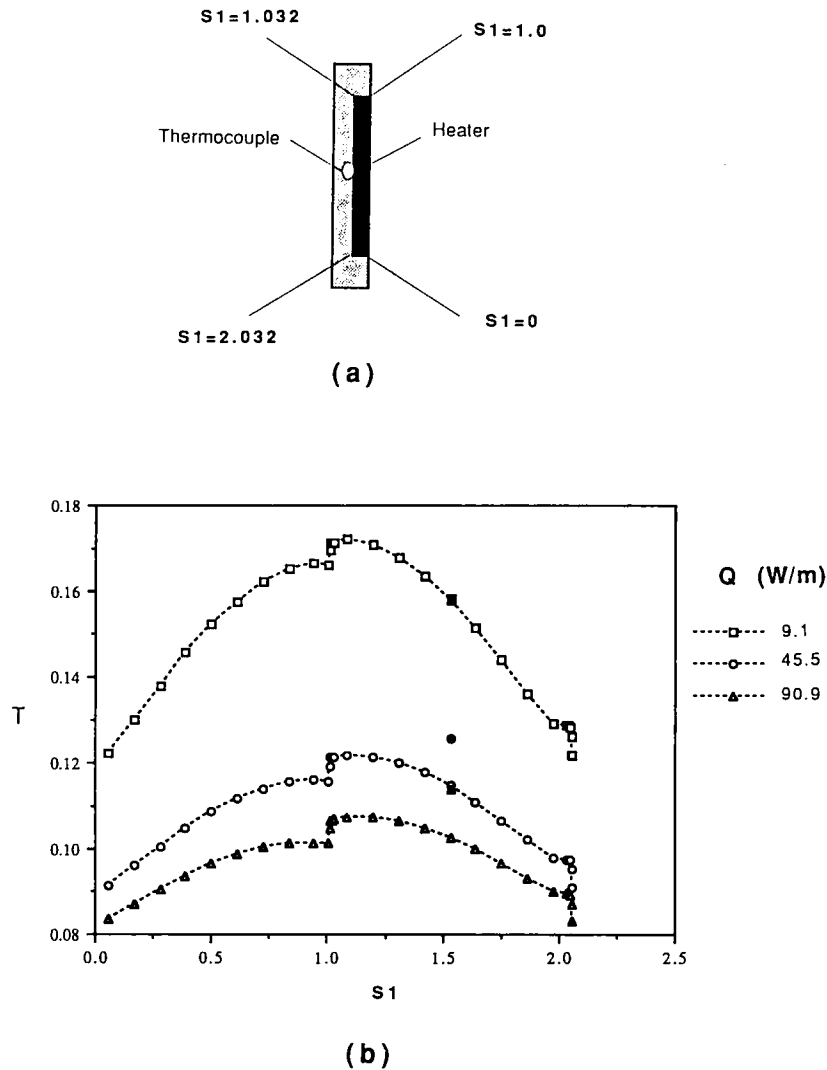 S1=1.032
S1=1.0
Thermocouple
Heater
S1=2.032
S1=0
(a)
0.18
0.16
0.14
0.12
0.10
0.08
T
0.0 0.5 1.0 1.5 2.0 2.5
S1
Q (W/m)
9.1
45.5
90.9
(b)